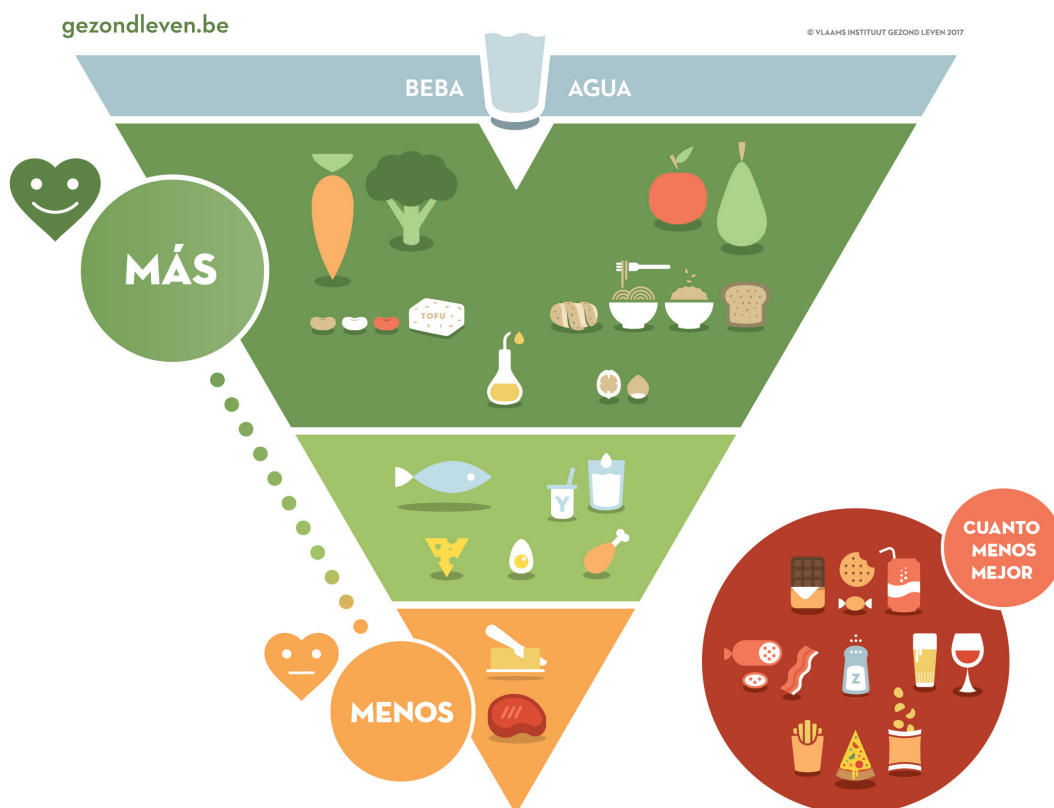 gezondleven.be
© VLAAMS INSTITUUT GEZOND LEVEN 2017
BEBA AGUA
MÁS
TOFU
Y
CUANTO
MENOS
MEJOR
Z
MENOS